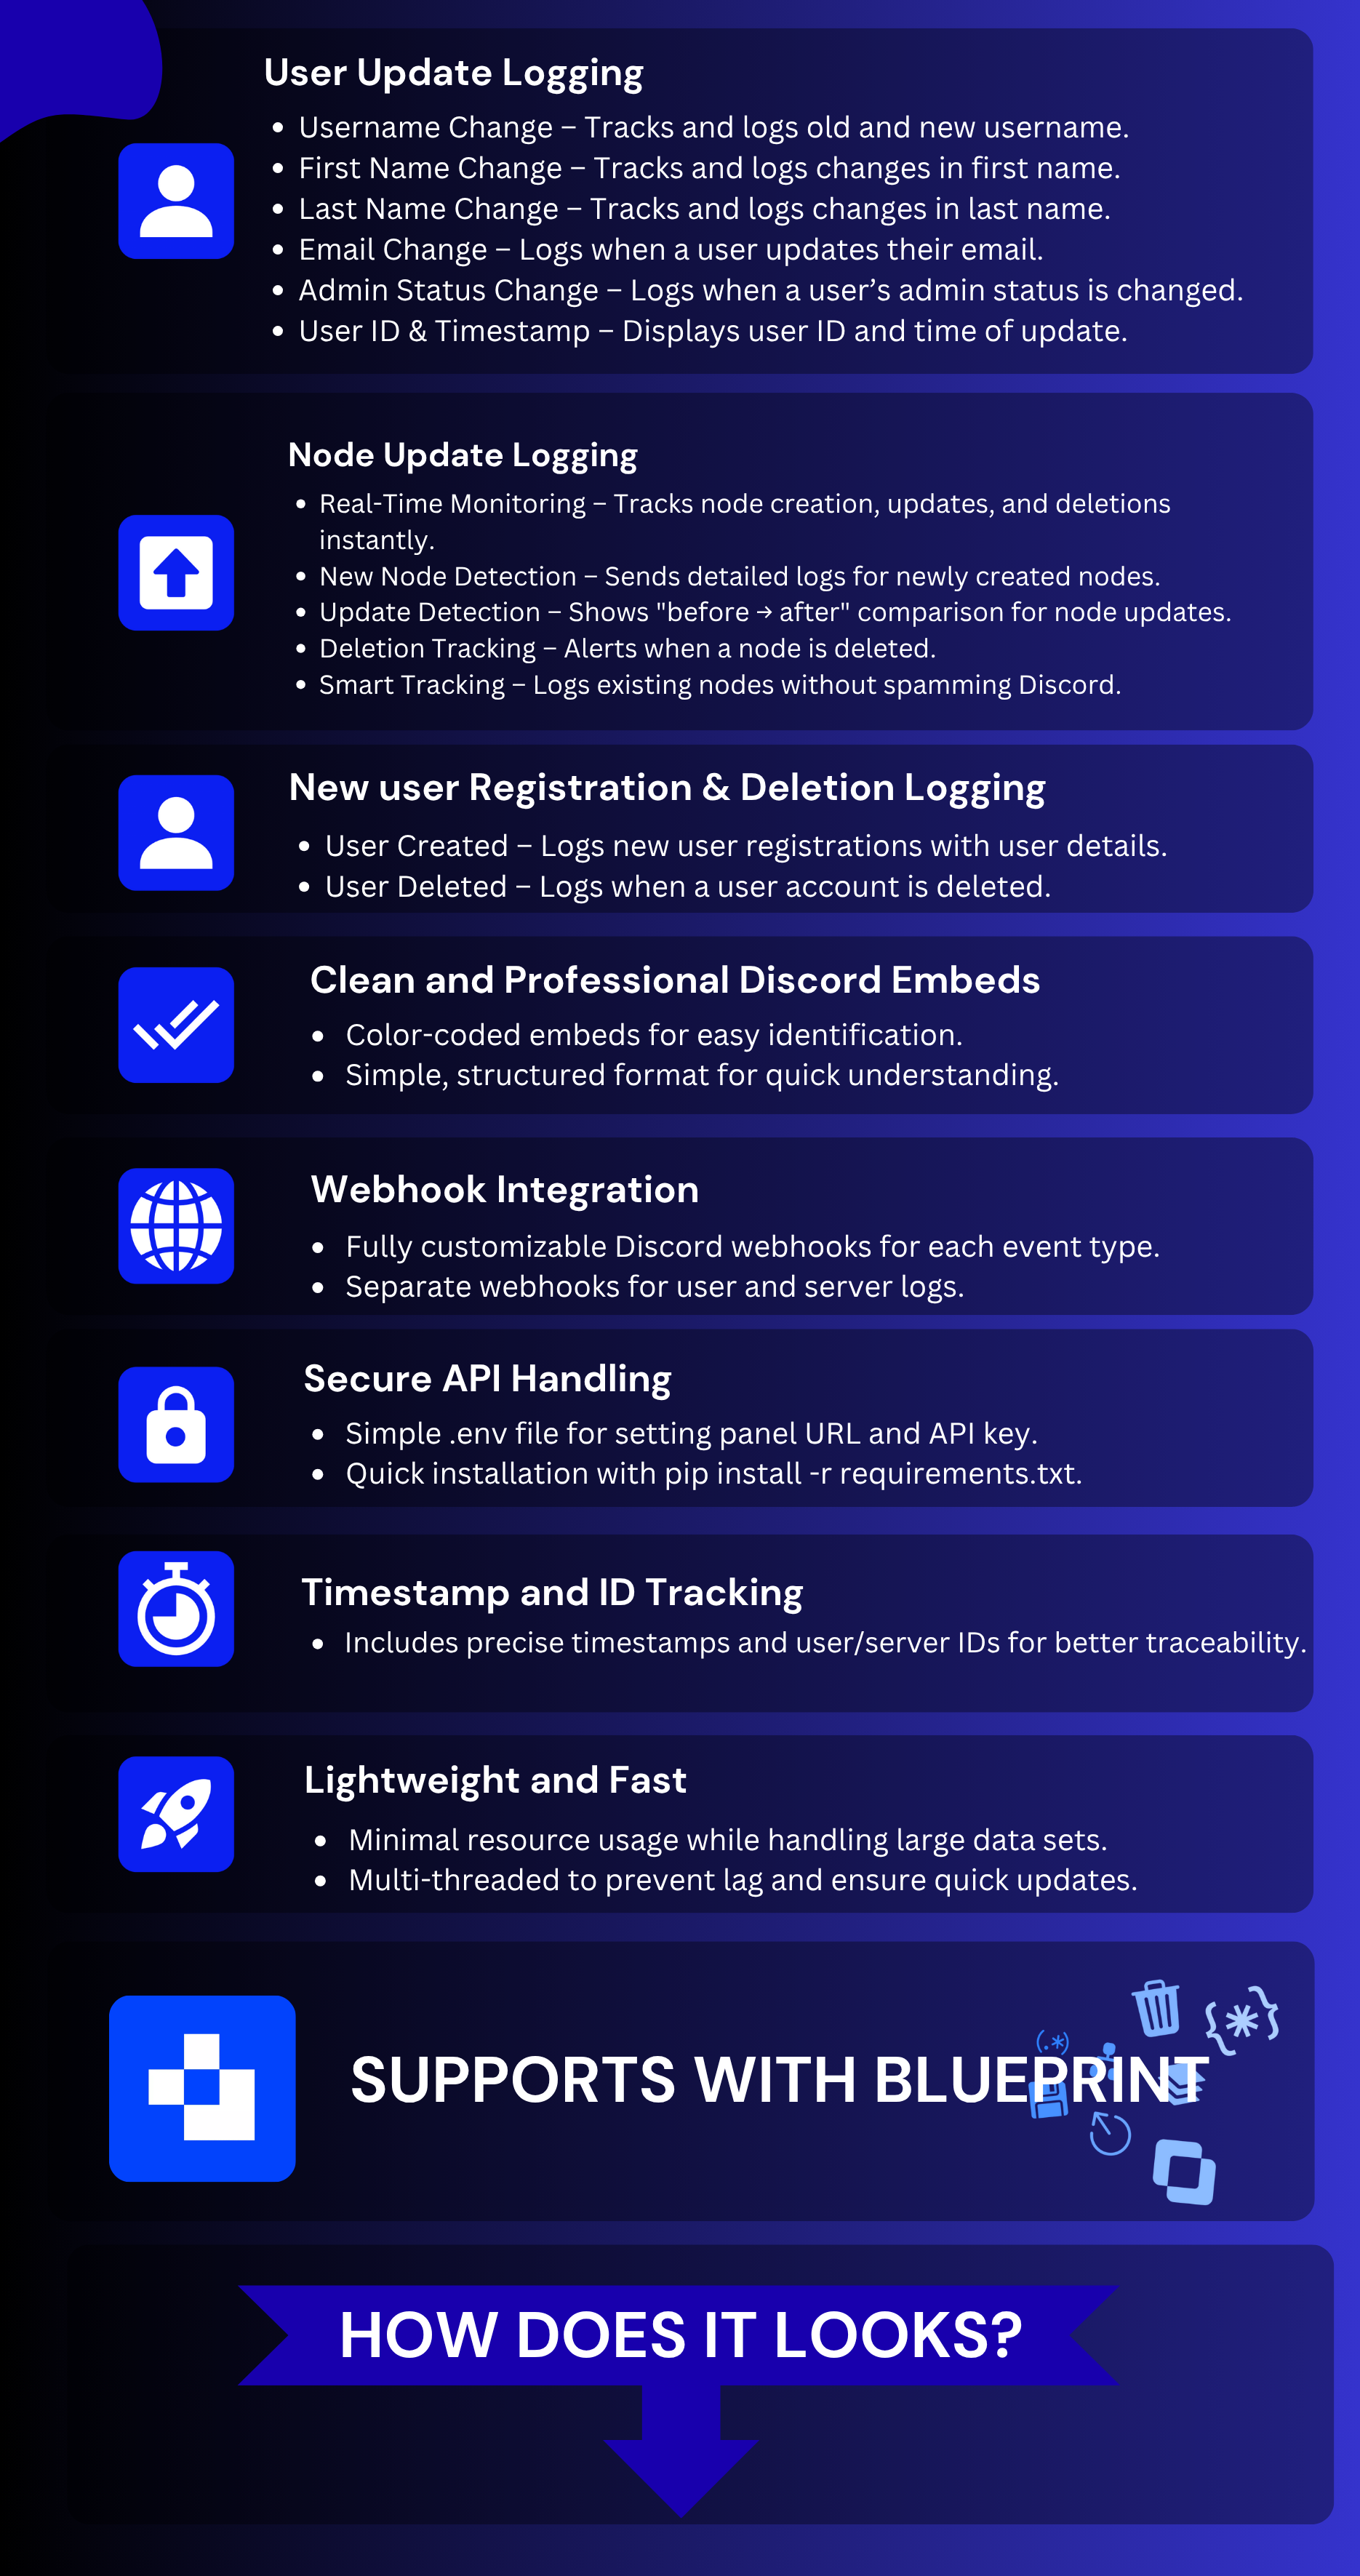 User Update Logging
• Username Change – Tracks and logs old and new username.
• First Name Change – Tracks and logs changes in first name.
• Last Name Change – Tracks and logs changes in last name.
• Email Change – Logs when a user updates their email.
• Admin Status Change – Logs when a user’s admin status is changed.
• User ID & Timestamp – Displays user ID and time of update.
Node Update Logging
• Real-Time Monitoring – Tracks node creation, updates, and deletions
instantly.
• New Node Detection – Sends detailed logs for newly created nodes.
• Update Detection – Shows "before → after" comparison for node updates.
• Deletion Tracking – Alerts when a node is deleted.
• Smart Tracking – Logs existing nodes without spamming Discord.
New user Registration & Deletion Logging
• User Created – Logs new user registrations with user details.
• User Deleted – Logs when a user account is deleted.
Clean and Professional Discord Embeds
• Color-coded embeds for easy identification.
• Simple, structured format for quick understanding.
Webhook Integration
• Fully customizable Discord webhooks for each event type.
• Separate webhooks for user and server logs.
Secure API Handling
• Simple .env file for setting panel URL and API key.
• Quick installation with pip install -r requirements.txt.
Timestamp and ID Tracking
• Includes precise timestamps and user/server IDs for better traceability.
Lightweight and Fast
• Minimal resource usage while handling large data sets.
• Multi-threaded to prevent lag and ensure quick updates.
SUPPORTS WITH BLUEPRINT
HOW DOES IT LOOKS?